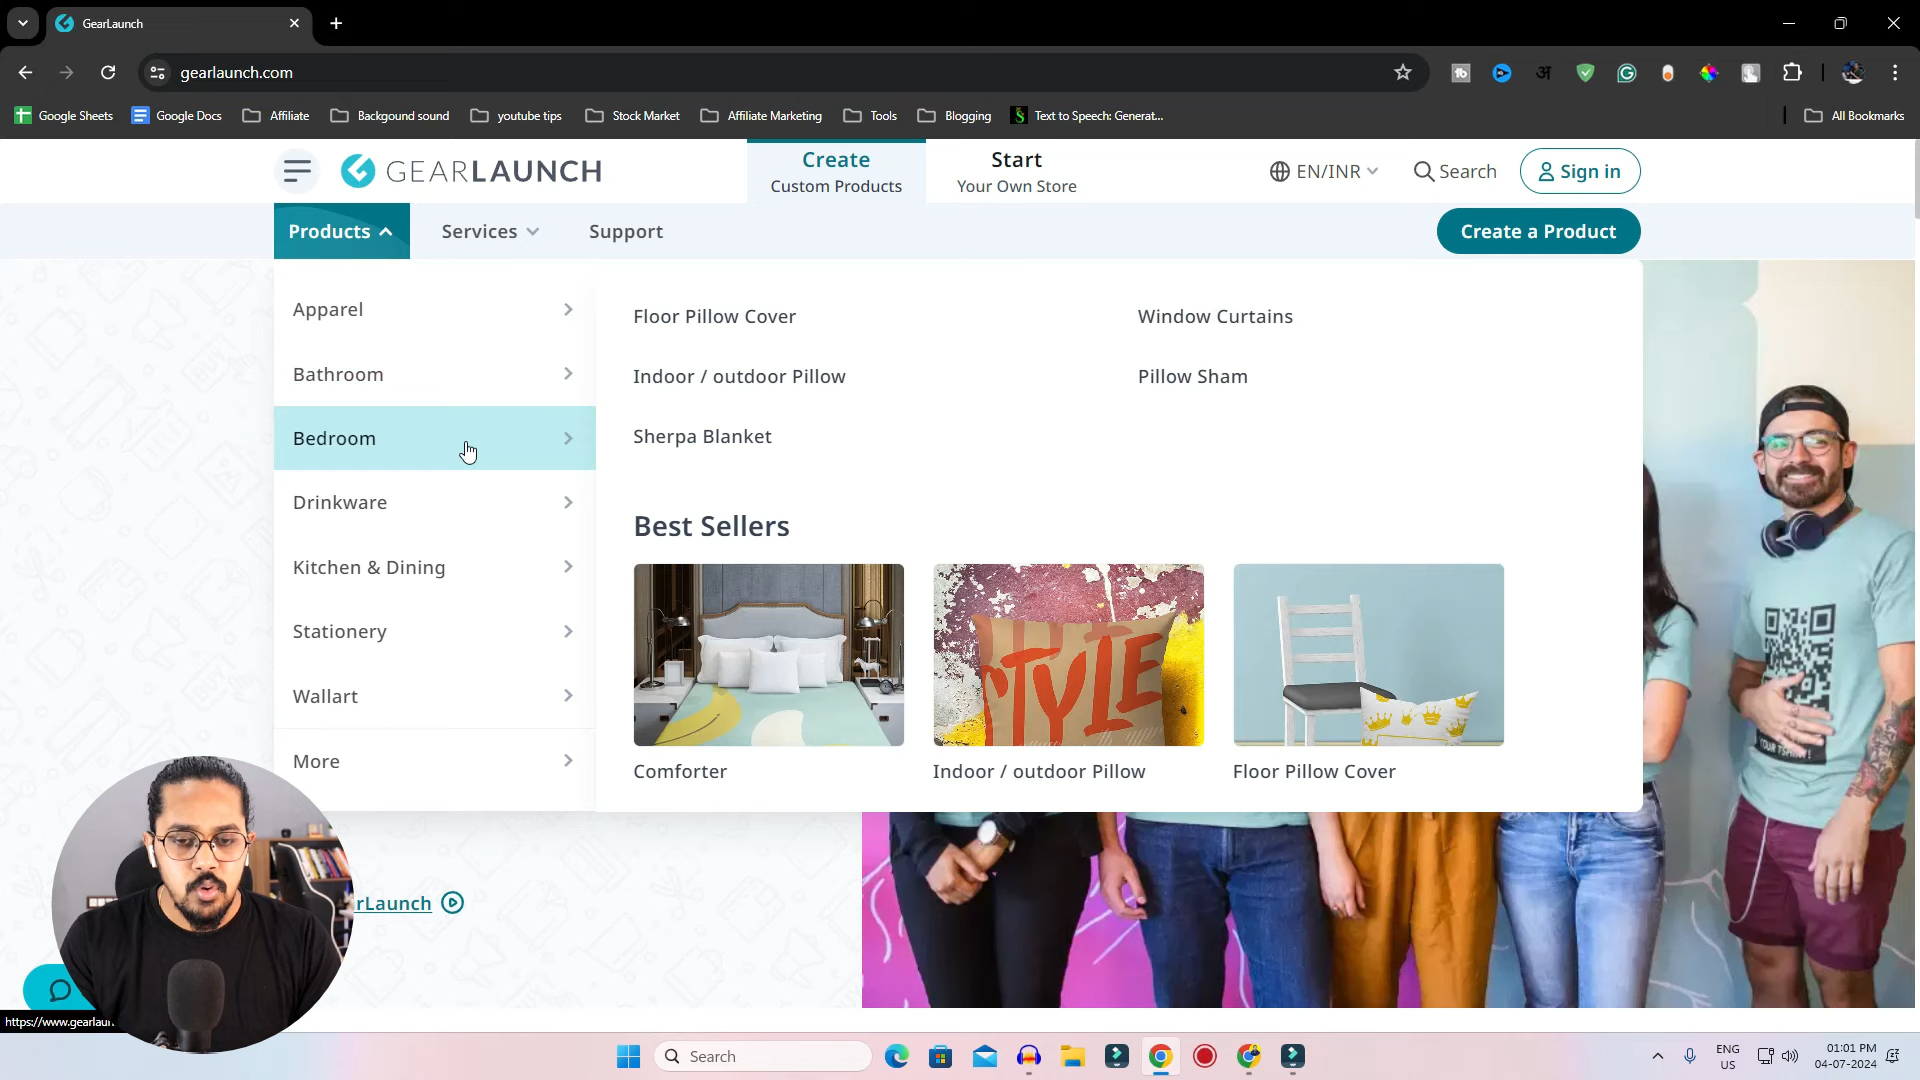 GearLaunch
gearlaunch.com
Google Sheets
Google Docs
Affiliate
Backgound sound
youtube tips
Stock Market
Affiliate Marketing
Tools
Blogging
Text to Speech: Generat...
All Bookmarks
GEARLAUNCH
Create
Custom Products
Start
Your Own Store
EN/INR
Search
Sign in
Products
Services
Support
Create a Product
Apparel
Bathroom
Bedroom
Drinkware
Kitchen & Dining
Stationery
Wallart
More
Floor Pillow Cover
Window Curtains
Indoor / outdoor Pillow
Pillow Sham
Sherpa Blanket
Best Sellers
STYLE
Comforter
Indoor / outdoor Pillow
Floor Pillow Cover
YOUR TSHIRT
rLaunch
https://www.gearlaun
Search
ENG
US
01:01 PM
04-07-2024